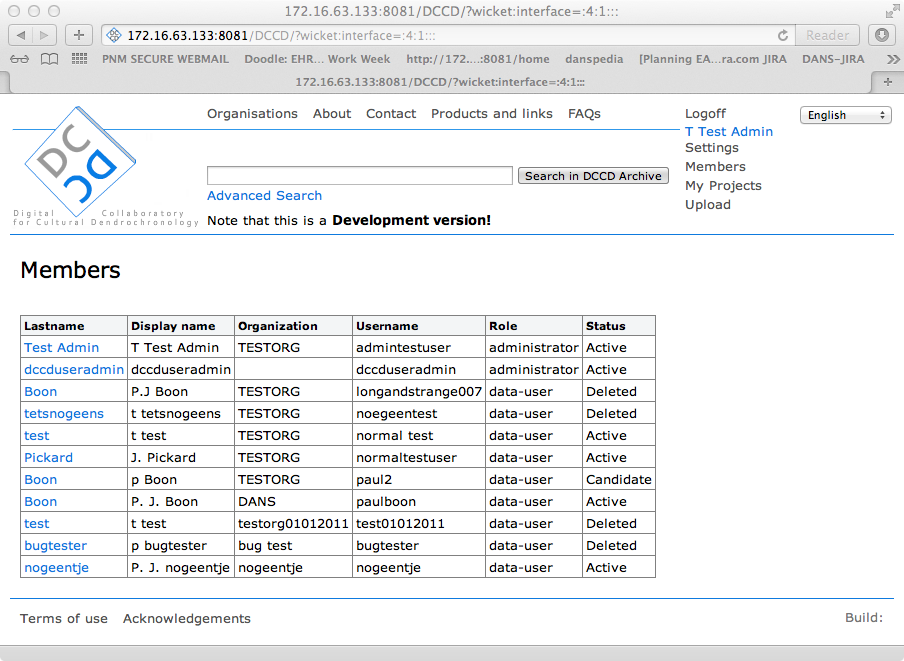 172.16.63.133:8081/DCCD/?wicket:interface=:4:1:::
172.16.63.133:8081/DCCD/?wicket:interface=:4:1::: Reader
PNM SECURE WEBMAIL Doodle: EHR... Work Week http://172....:8081/home danspedia [Planning EA...ra.com JIRA DANS-JIRA
172.16.63.133:8081/DCCD/?wicket:interface=:4:1:::
Organisations About Contact Products and links FAQs
Logoff
English
T Test Admin
Settings
Members
My Projects
Upload
DC
CD
Digital Collaboratory
for Cultural Dendrochronology
Search in DCCD Archive
Advanced Search
Note that this is a Development version!
Members
Lastname Display name Organization Username Role Status
Test Admin T Test Admin TESTORG admintestuser administrator Active
dccduseradmin dccduseradmin dccduseradmin administrator Active
Boon P.J Boon TESTORG longandstrange007 data-user Deleted
tetsnogeens t tetsnogeens TESTORG noegeentest data-user Deleted
test t test TESTORG normal test data-user Active
Pickard J. Pickard TESTORG normaltestuser data-user Active
Boon p Boon TESTORG paul2 data-user Candidate
Boon P. J. Boon DANS paulboon data-user Active
test t test testorg01012011 test01012011 data-user Deleted
bugtester p bugtester bug test bugtester data-user Deleted
nogeentje P. J. nogeentje nogeentje nogeentje data-user Active
Terms of use Acknowledgements Build: